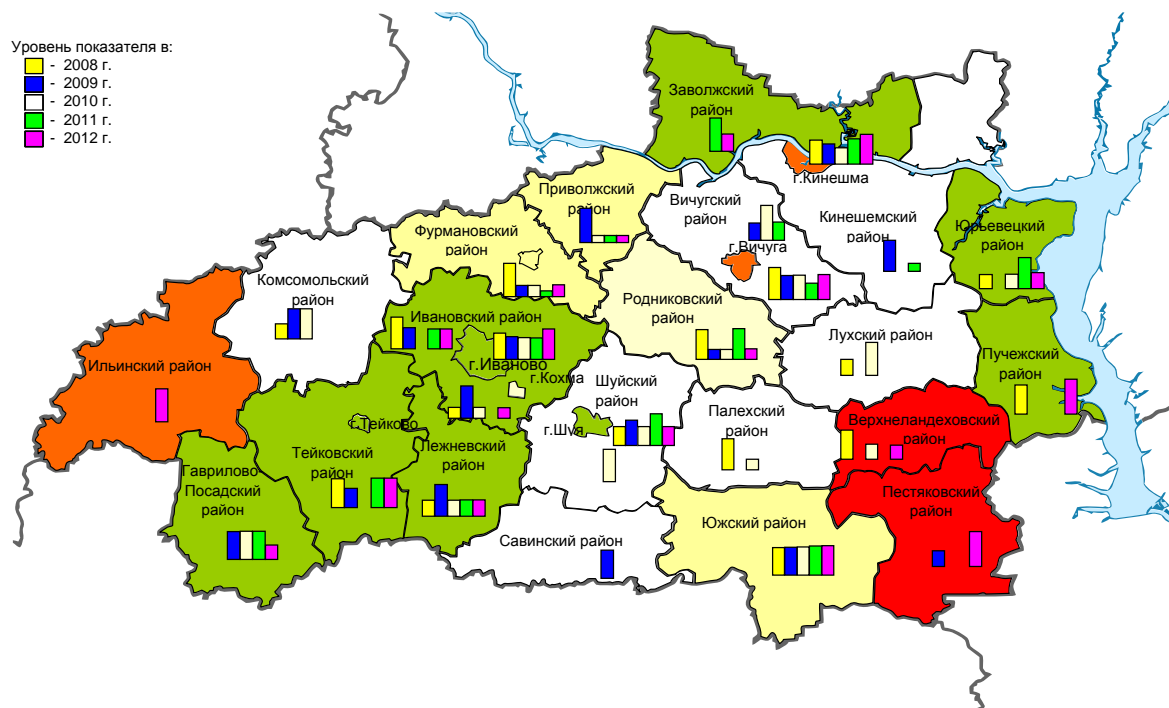 Уровень показателя в:
- 2008 г.
- 2009 г.
- 2010 г.
- 2011 г.
- 2012 г.
Заволжский
район
г.Кинешма
Приволжский
район
Вичугский
район
Кинешемский
район
Юрьевецкий
район
Фурмановский
район
г.Вичуга
Комсомольский
район
Родниковский
район
Ивановский район
Лухский район
Пучежский
район
Ильинский район
г.Иваново
г.Кохма
Шуйский
район
Палехский
район
Верхнеландеховский
район
г.Тейково
г.Шуя
Тейковский
район
Лежневский
район
Гаврилово
Посадский
район
Пестяковский
район
Южский район
Савинский район